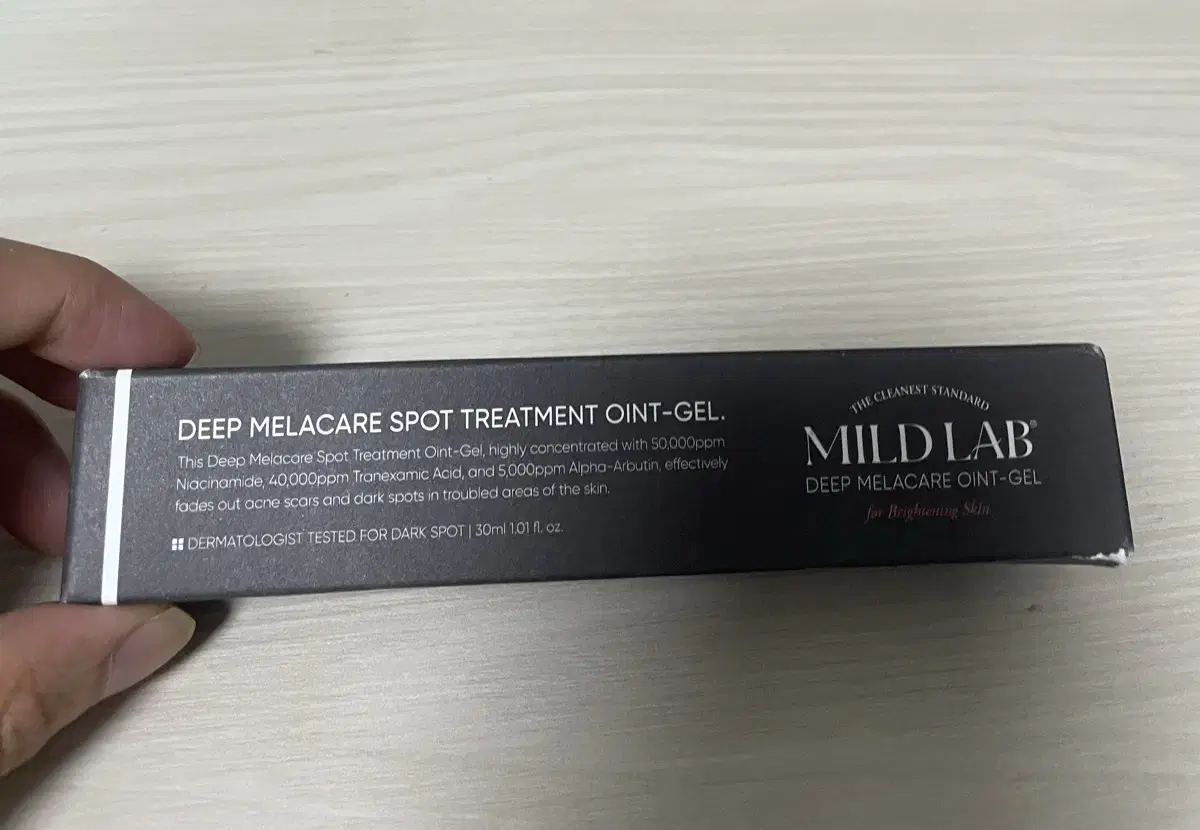 DEEP MELACARE SPOT TREATMENT OINT-GEL.
This Deep Melacare Spot Treatment Oint-Gel, highly concentrated with 50,000ppm
Niacinamide, 40,000ppm Tranexamic Acid, and 5,000ppm Alpha-Arbutin, effectively
fades out acne scars and dark spots in troubled areas of the skin.
DERMATOLOGIST TESTED FOR DARK SPOT | 30ml 1.01 fl. oz.
THE CLEANEST STANDARD
MILD LAB®
DEEP MELACARE OINT-GEL
for Brightening Skin